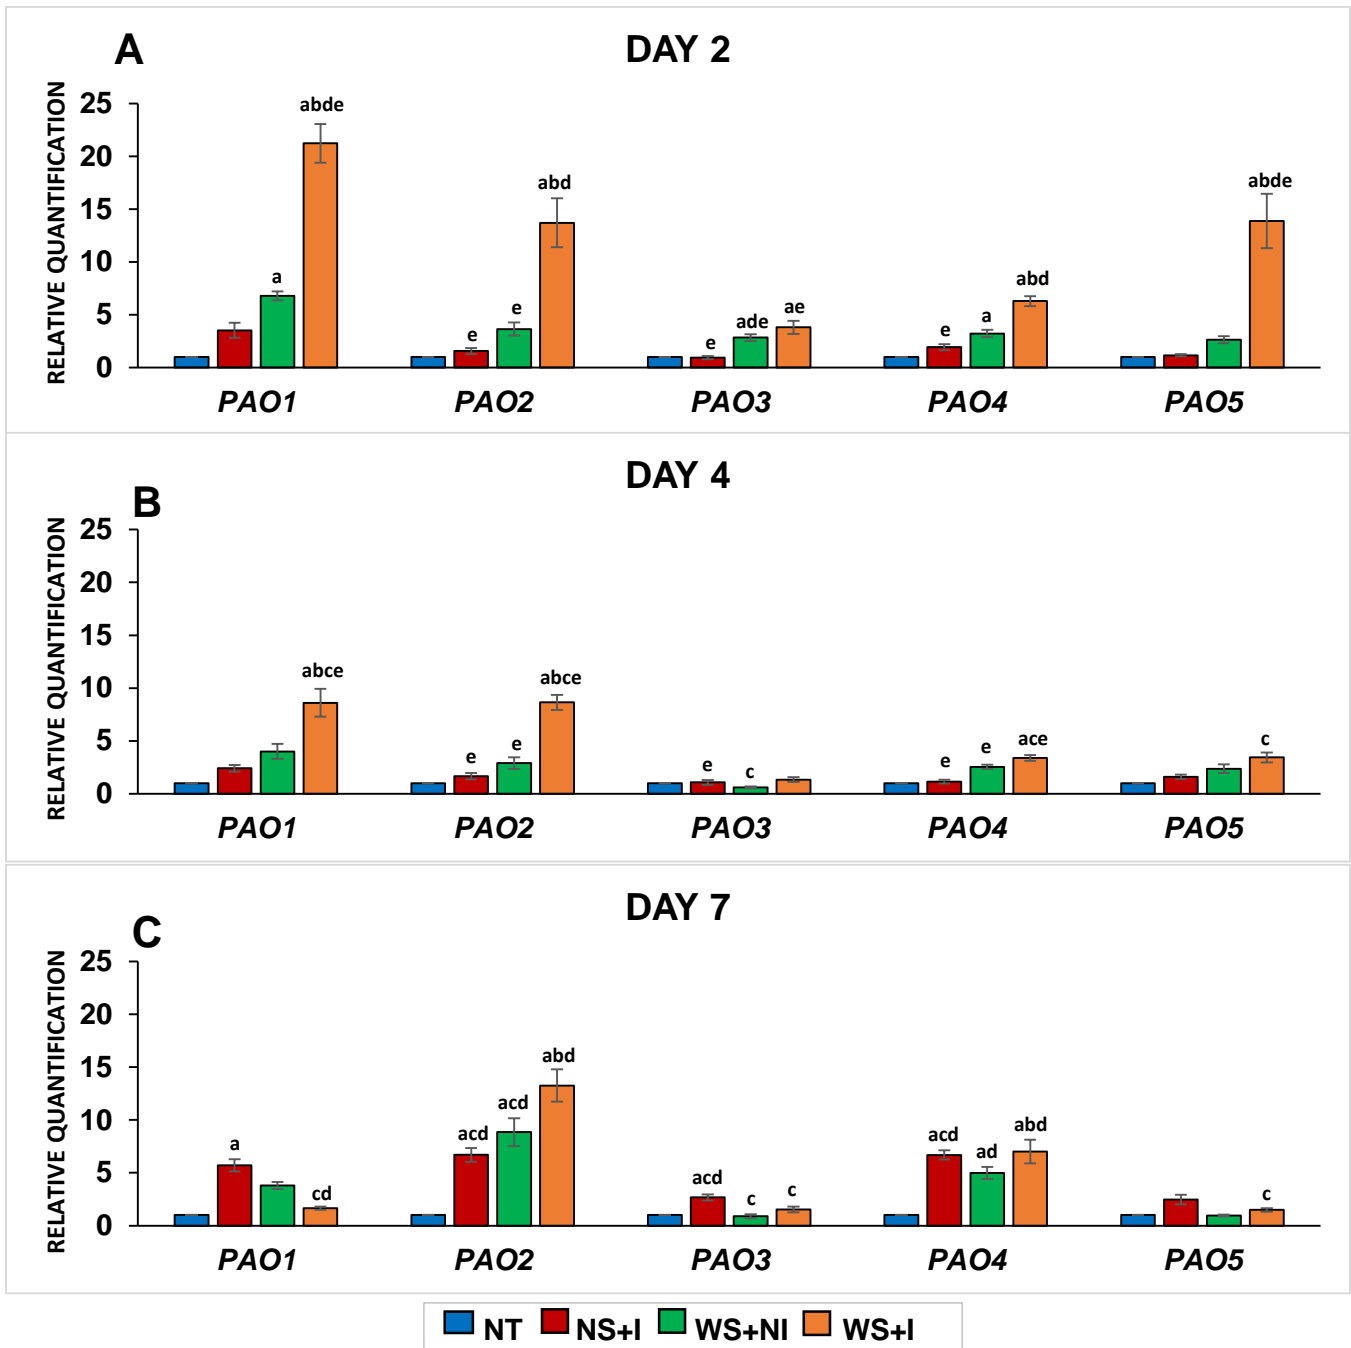 A
DAY 2
RELATIVE QUANTIFICATION
25
20
15
10
5
0
abde
a
abd
e
e
ade
ae
e
abd
a
e
abde
PAO1 PAO2 PAO3 PAO4 PAO5
B
DAY 4
RELATIVE QUANTIFICATION
25
20
15
10
5
0
abce
abce
e
e
e
c
e
e
ace
c
PAO1 PAO2 PAO3 PAO4 PAO5
C
DAY 7
RELATIVE QUANTIFICATION
25
20
15
10
5
0
a
cd
acd
acd
abd
acd
c
c
acd
ad
abd
c
PAO1 PAO2 PAO3 PAO4 PAO5
NT NS+I WS+NI WS+I